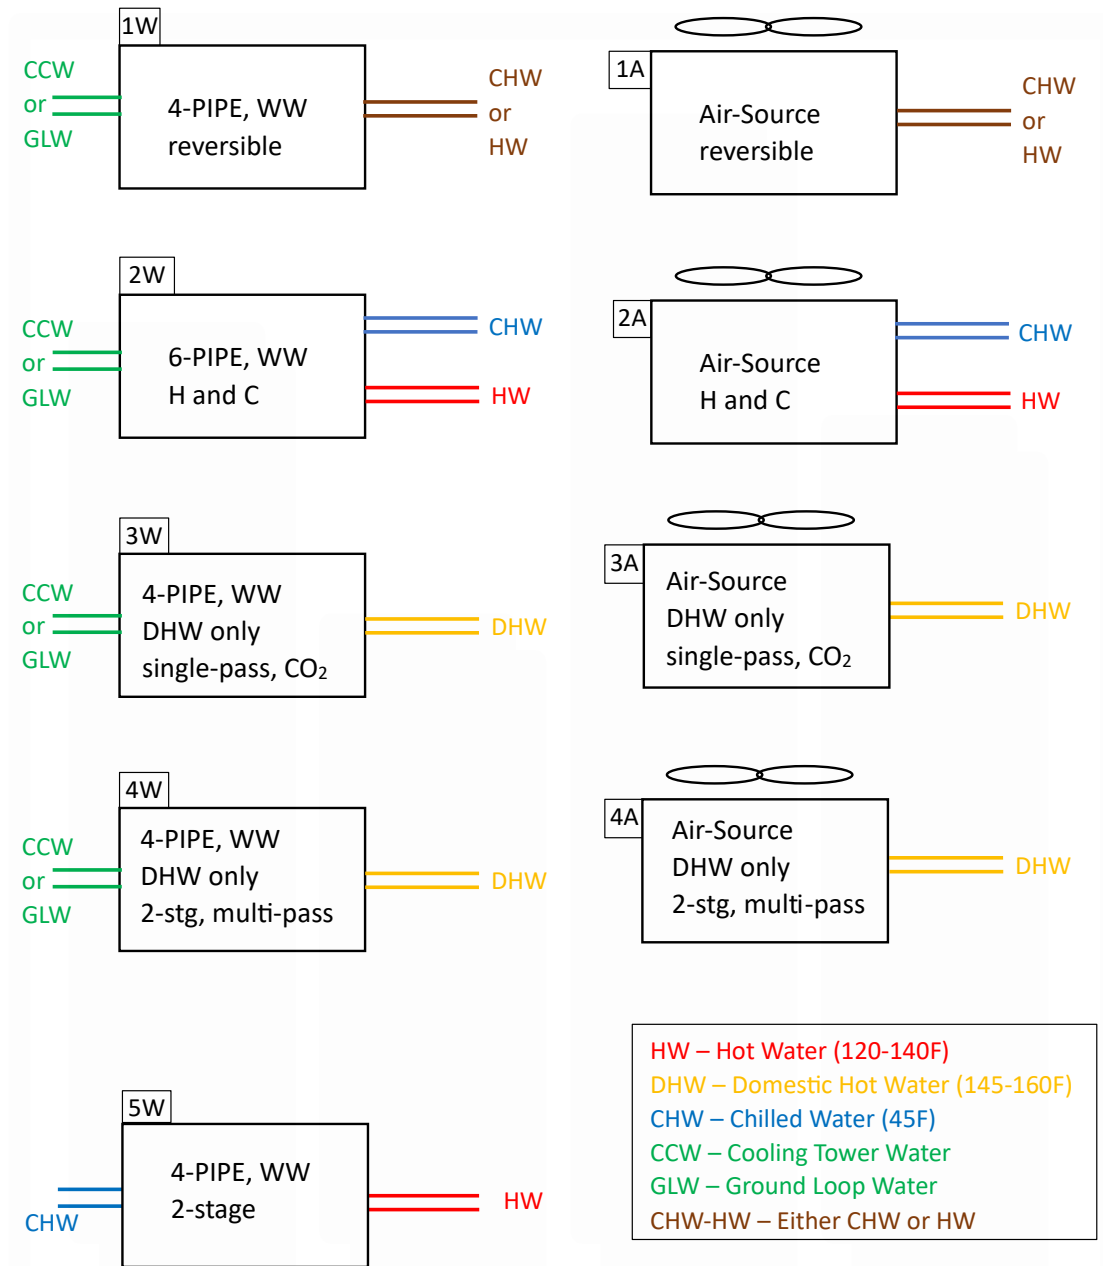 1W
CCW
or
GLW
4-PIPE, WW
reversible
CHW
or
HW
1A
Air-Source
reversible
CHW
or
HW
2W
CCW
or
GLW
6-PIPE, WW
H and C
CHW
HW
2A
Air-Source
H and C
CHW
HW
3W
CCW
or
GLW
4-PIPE, WW
DHW only
single-pass, CO₂
DHW
3A
Air-Source
DHW only
single-pass, CO₂
DHW
4W
CCW
or
GLW
4-PIPE, WW
DHW only
2-stg, multi-pass
DHW
4A
Air-Source
DHW only
2-stg, multi-pass
DHW
5W
CHW
4-PIPE, WW
2-stage
HW
HW – Hot Water (120-140F)
DHW – Domestic Hot Water (145-160F)
CHW – Chilled Water (45F)
CCW – Cooling Tower Water
GLW – Ground Loop Water
CHW-HW – Either CHW or HW